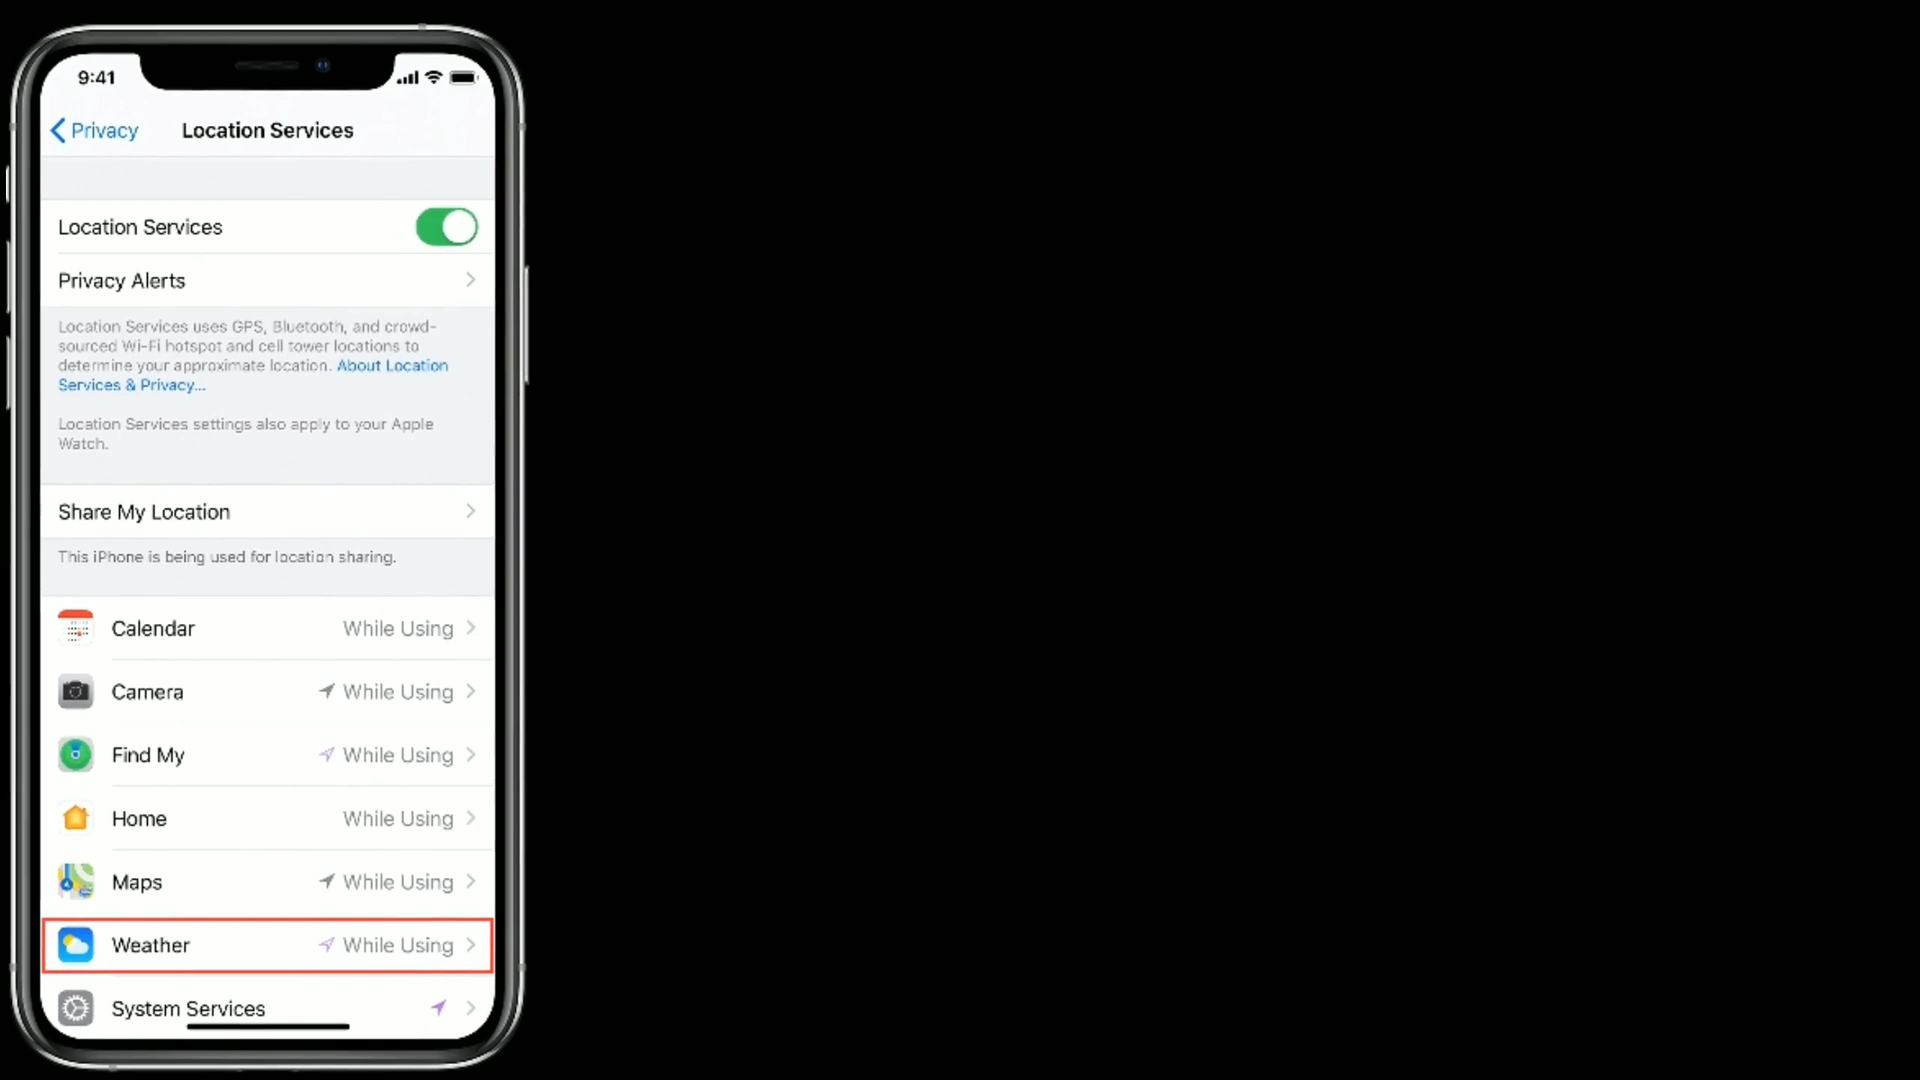 9:41
Privacy Location Services
Location Services
Privacy Alerts
Location Services uses GPS, Bluetooth, and crowd-
sourced Wi-Fi hotspot and cell tower locations to
determine your approximate location. About Location
Services & Privacy...
Location Services settings also apply to your Apple
Watch.
Share My Location
This iPhone is being used for location sharing.
Calendar While Using
Camera While Using
Find My While Using
Home While Using
Maps While Using
Weather While Using
System Services